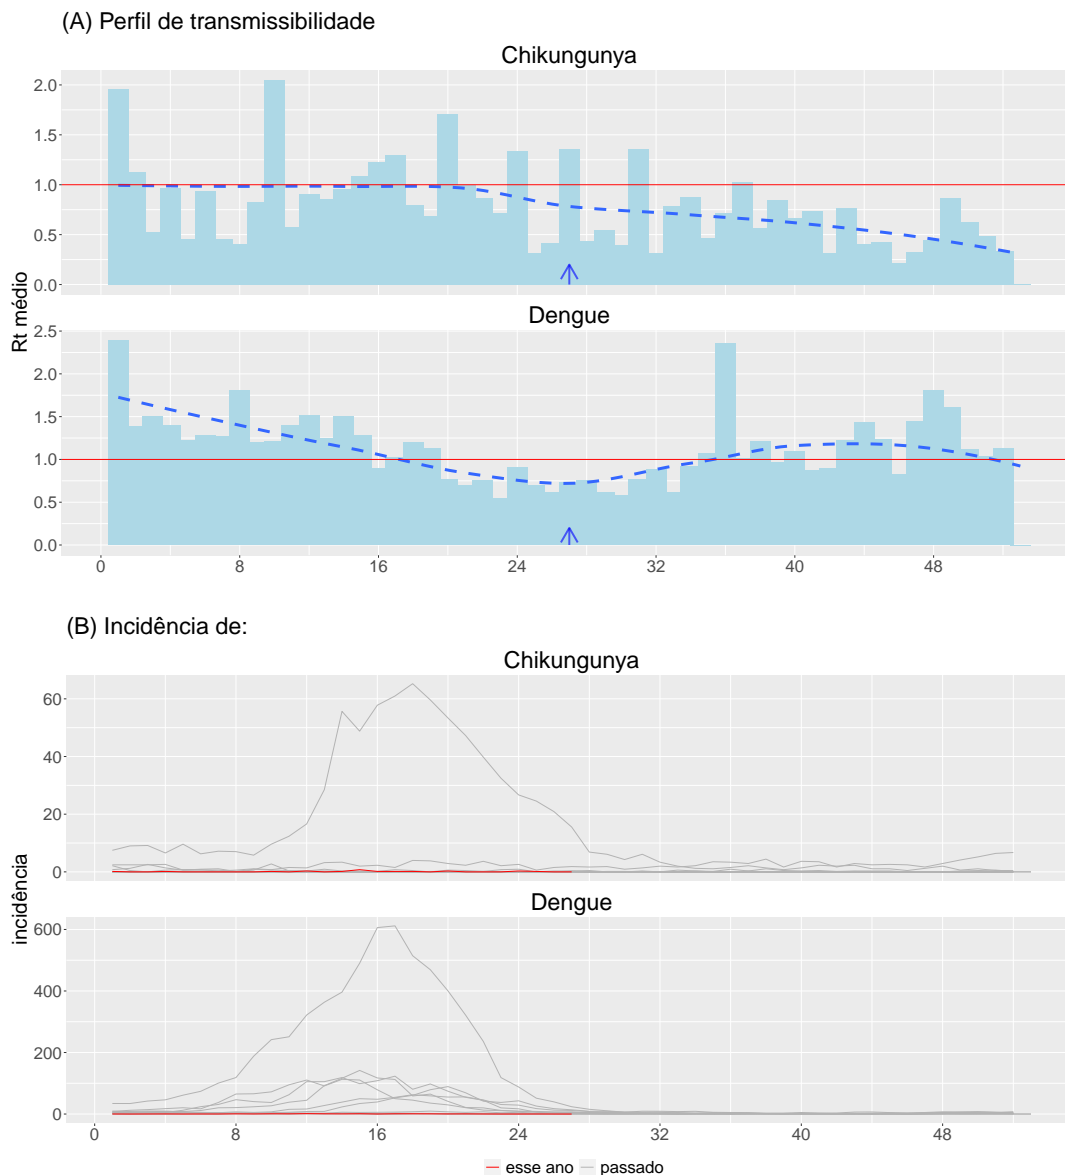 (A) Perfil de transmissibilidade
Chikungunya
2.0
1.5
1.0
0.5
0.0
Rt médio
Dengue
2.5
2.0
1.5
1.0
0.5
0.0
0 8 16 24 32 40 48
(B) Incidência de:
Chikungunya
60
40
20
0
incidência
Dengue
600
400
200
0
0 8 16 24 32 40 48
esse ano passado